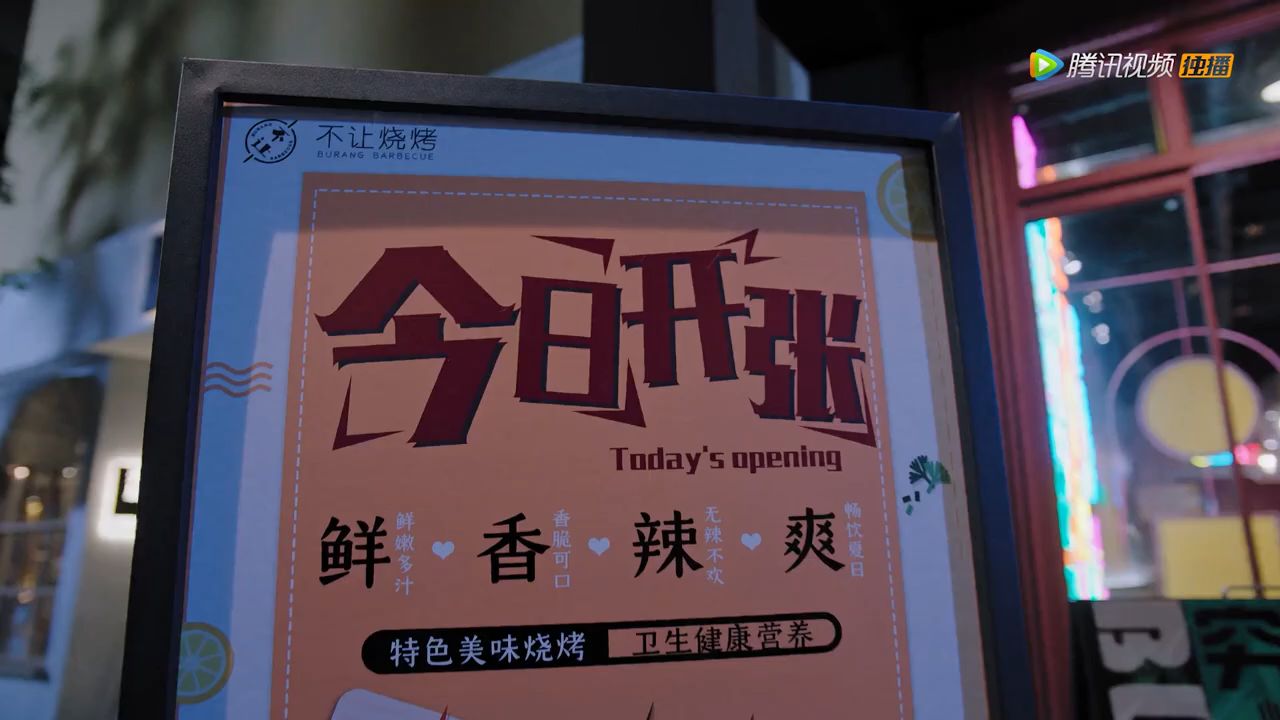 腾讯视频 独播
不让烧烤
BURANG BARBECUE
今日开张
Today's opening
鲜 鲜嫩多汁 香 香脆可口 辣 无辣不欢 爽 畅饮夏日
特色美味烧烤 卫生健康营养